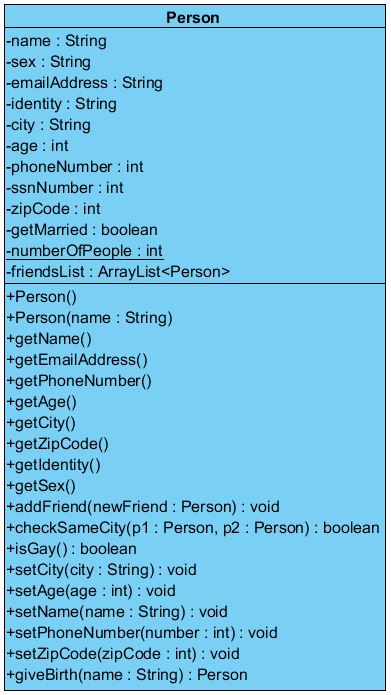 Person
-name : String
-sex : String
-emailAddress : String
-identity : String
-city : String
-age : int
-phoneNumber : int
-ssnNumber : int
-zipCode : int
-getMarried : boolean
-numberOfPeople : int
-friendsList : ArrayList<Person>
+Person()
+Person(name : String)
+getName()
+getEmailAddress()
+getPhoneNumber()
+getAge()
+getCity()
+getZipCode()
+getIdentity()
+getSex()
+addFriend(newFriend : Person) : void
+checkSameCity(p1 : Person, p2 : Person) : boolean
+isGay() : boolean
+setCity(city : String) : void
+setAge(age : int) : void
+setName(name : String) : void
+setPhoneNumber(number : int) : void
+setZipCode(zipCode : int) : void
+giveBirth(name : String) : Person